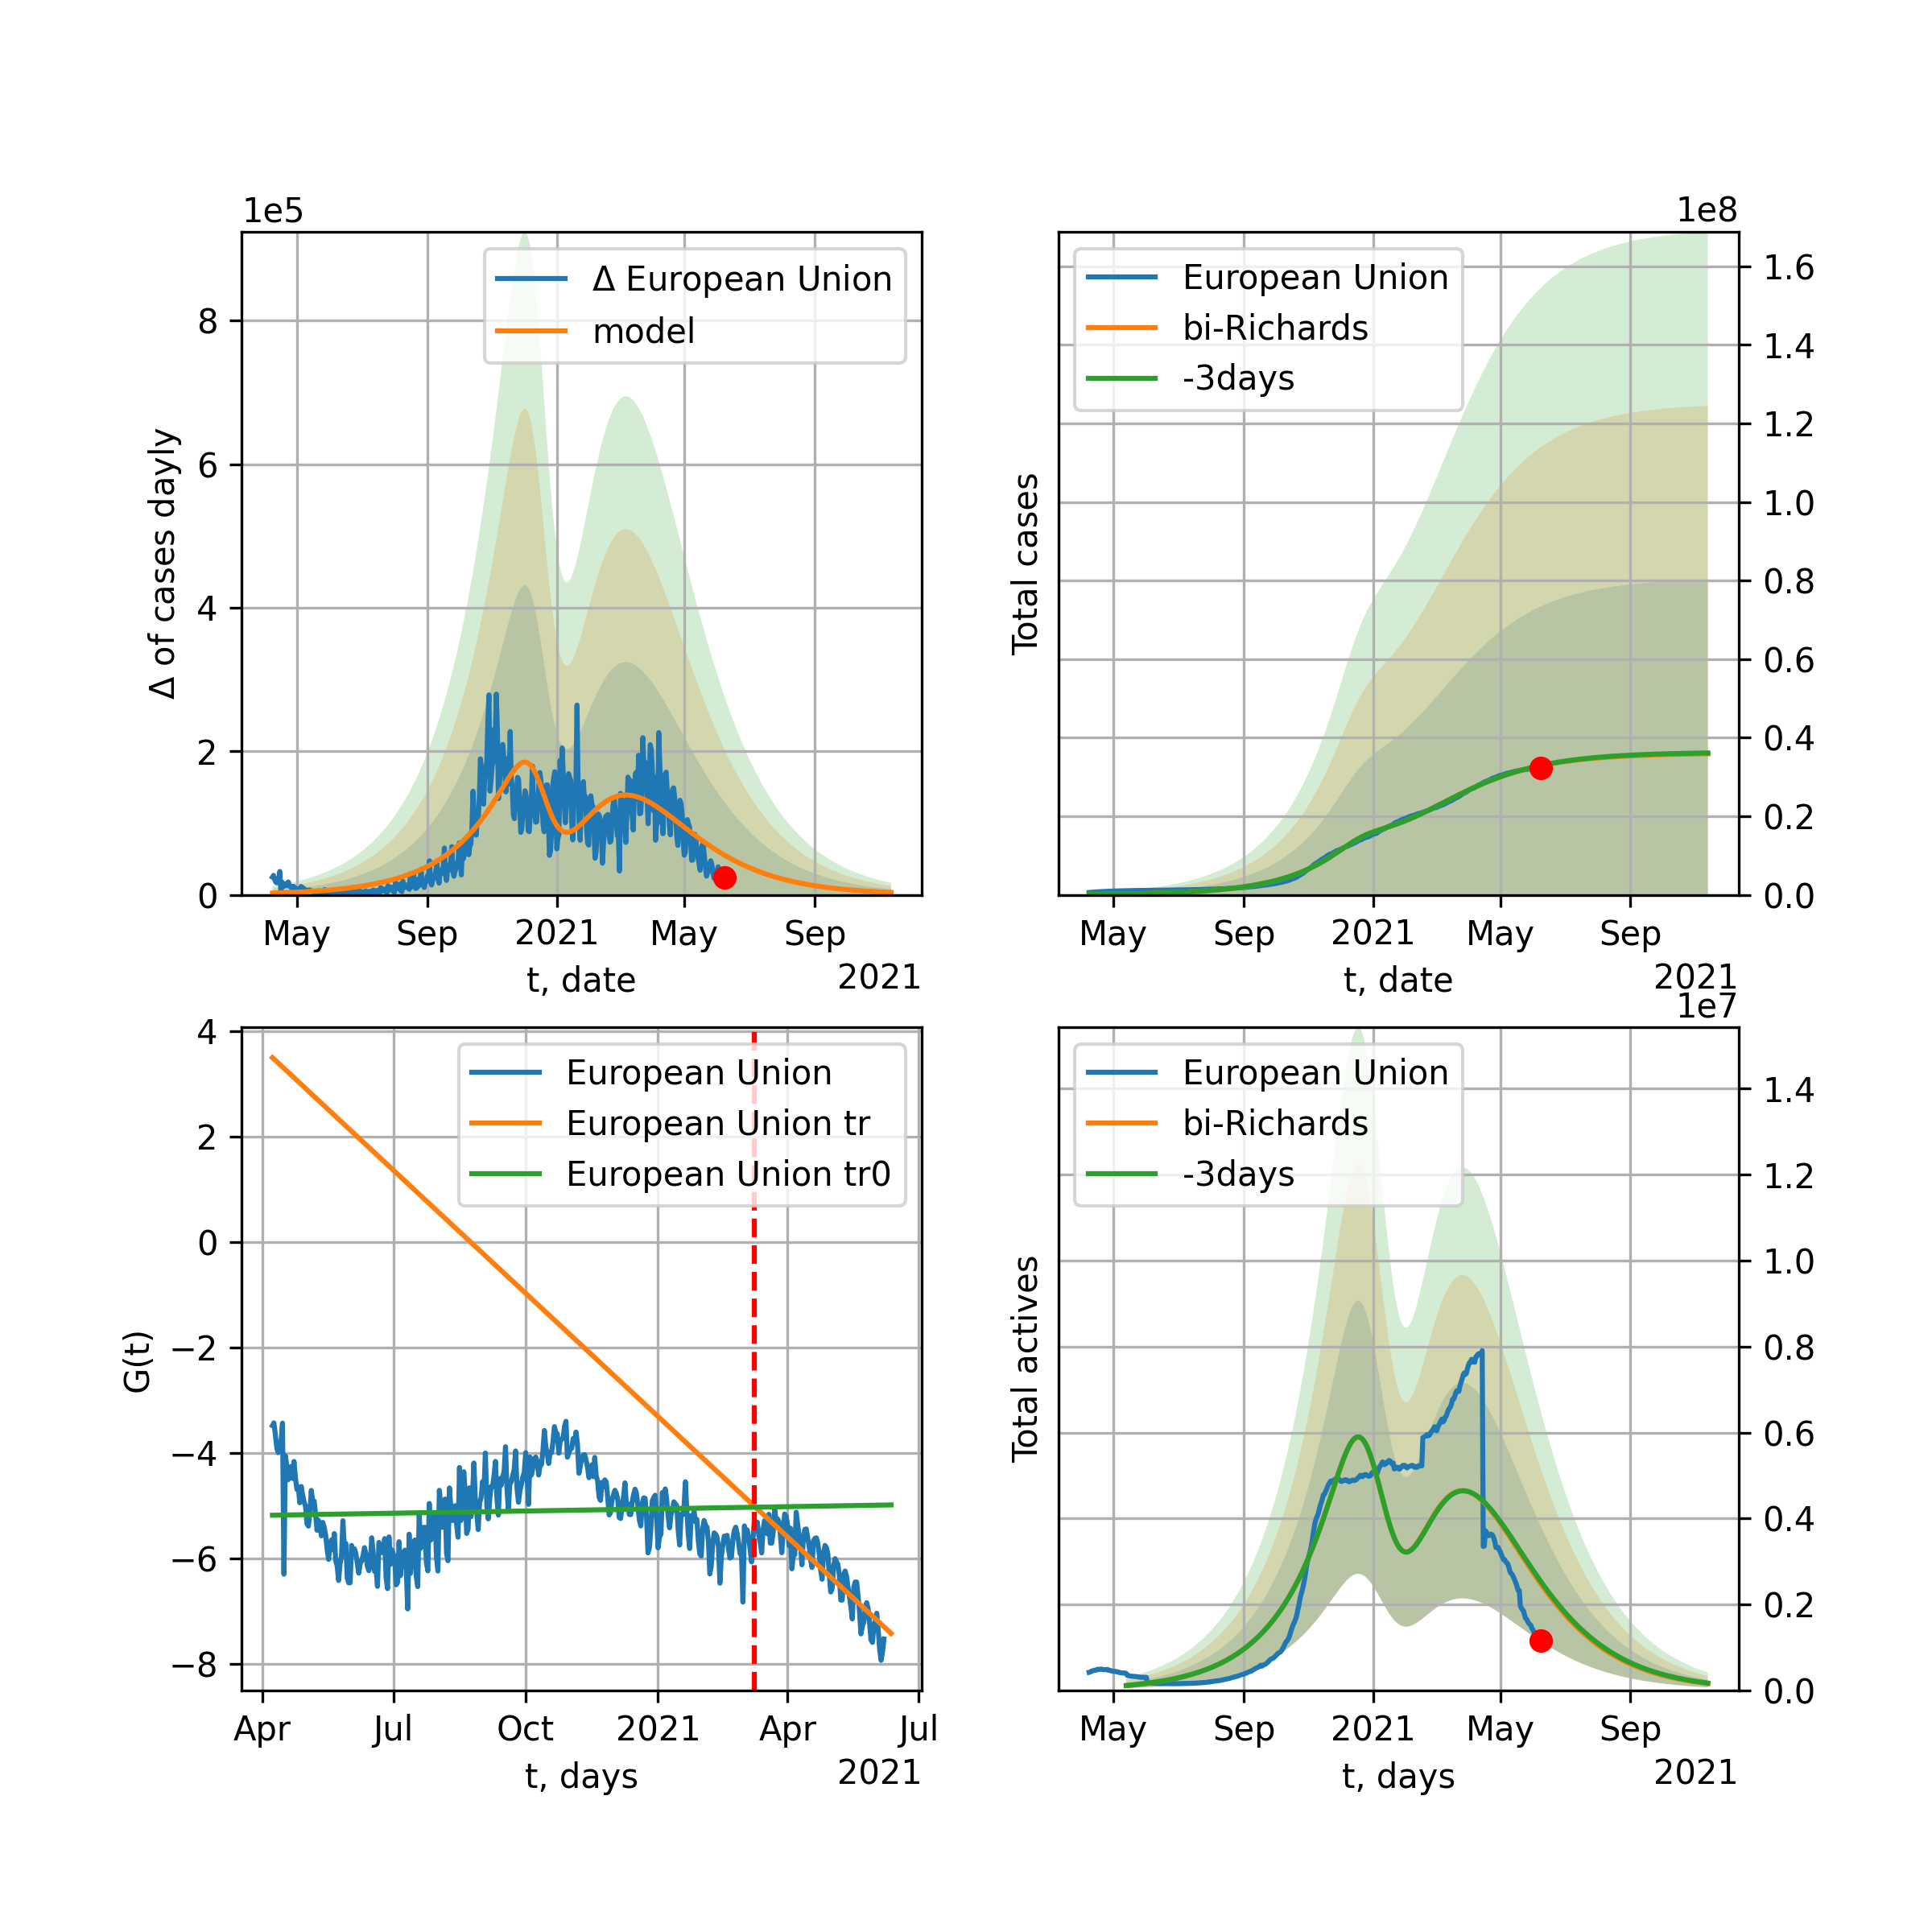 1e5
Δ European Union
model
8
6
4
2
0
Δ of cases dayly
May Sep 2021 May Sep
t, date
2021
1e8
European Union
bi-Richards
-3days
1.6
1.4
1.2
1.0
0.8
0.6
0.4
0.2
0.0
Total cases
May Sep 2021 May Sep
t, date
2021
European Union
European Union tr
European Union tr0
4
2
0
−2
−4
−6
−8
G(t)
Apr Jul Oct 2021 Apr Jul
t, days
2021
1e7
European Union
bi-Richards
-3days
1.4
1.2
1.0
0.8
0.6
0.4
0.2
0.0
Total actives
May Sep 2021 May Sep
t, days
2021